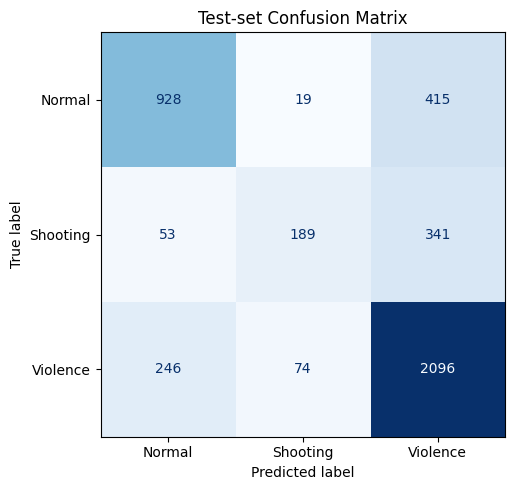 Test-set Confusion Matrix
Normal 928 19 415
Shooting 53 189 341
Violence 246 74 2096
Normal Shooting Violence
Predicted label
True label